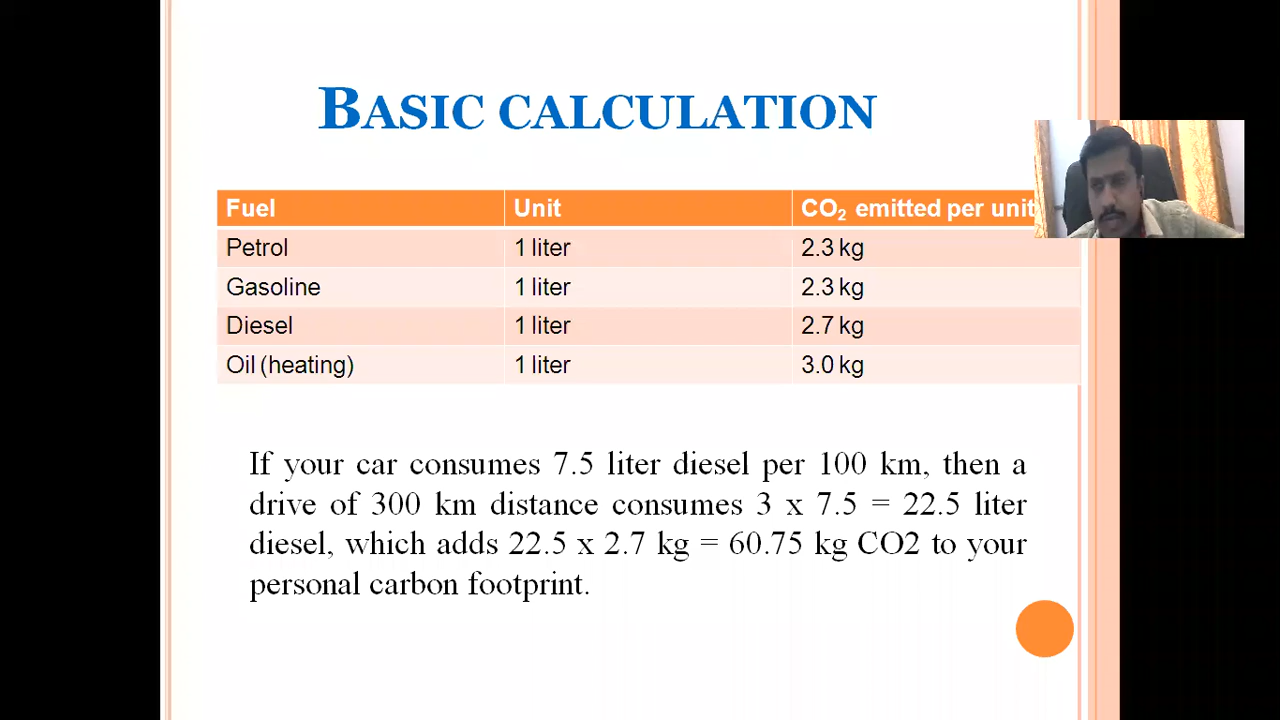 BASIC CALCULATION
Fuel Unit CO₂ emitted per unit
Petrol 1 liter 2.3 kg
Gasoline 1 liter 2.3 kg
Diesel 1 liter 2.7 kg
Oil (heating) 1 liter 3.0 kg
If your car consumes 7.5 liter diesel per 100 km, then a
drive of 300 km distance consumes 3 x 7.5 = 22.5 liter
diesel, which adds 22.5 x 2.7 kg = 60.75 kg CO2 to your
personal carbon footprint.